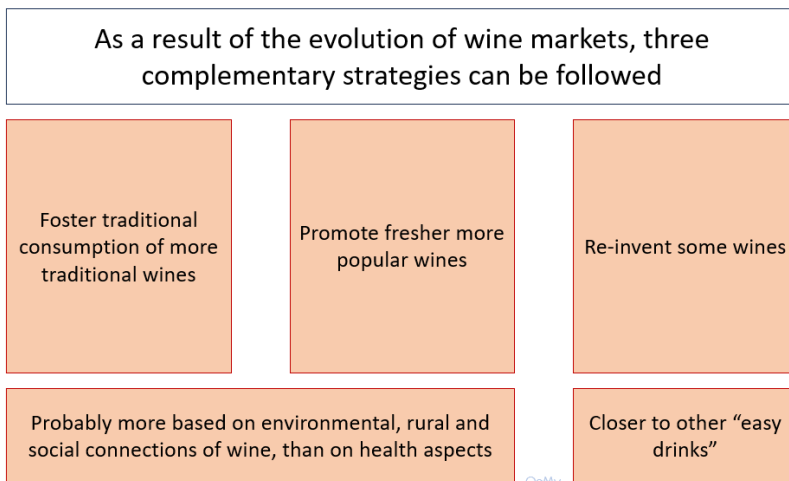 As a result of the evolution of wine markets, three
complementary strategies can be followed
Foster traditional
consumption of more
traditional wines
Promote fresher more
popular wines
Re-invent some wines
Probably more based on environmental, rural and
social connections of wine, than on health aspects
Closer to other “easy
drinks”